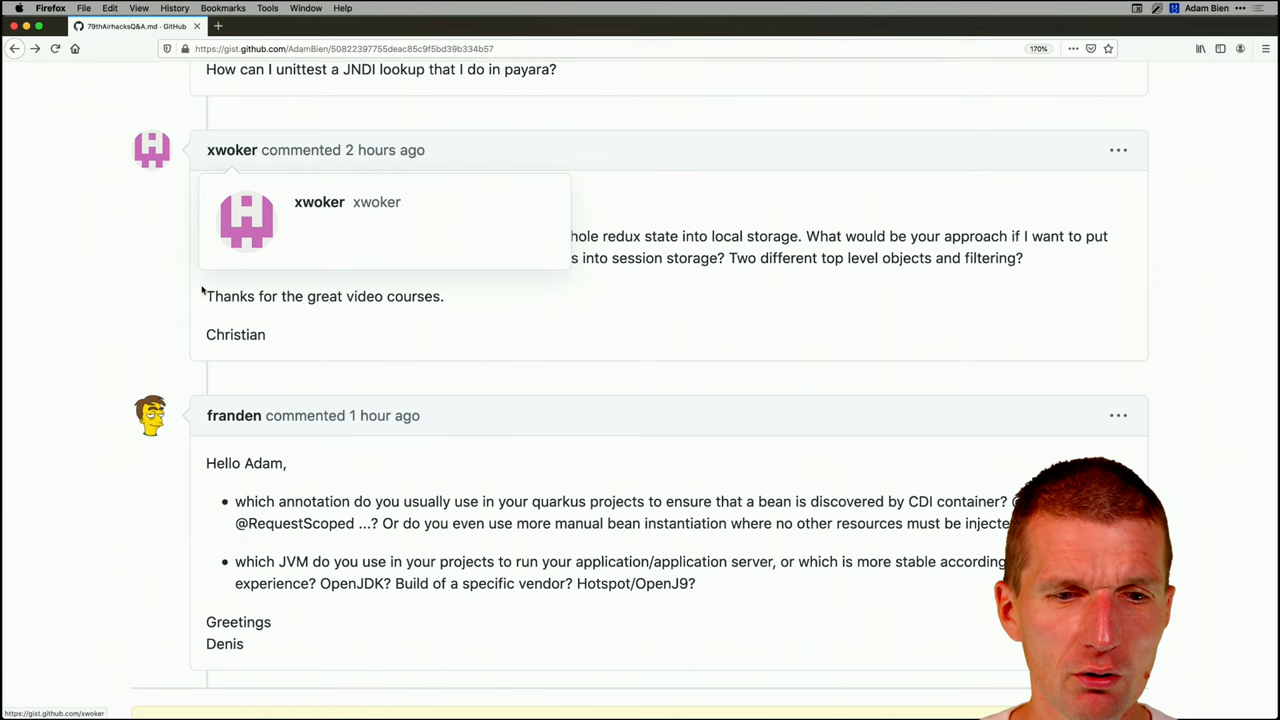 Firefox File Edit View History Bookmarks Tools Window Help Adam Bien
79thAirhacksQ&A.md · GitHub
https://gist.github.com/AdamBien/50822397755deac85c9f5bd39b334b57 170%
How can I unittest a JNDI lookup that I do in payara?
xwoker commented 2 hours ago
xwoker xwoker
hole redux state into local storage. What would be your approach if I want to put
s into session storage? Two different top level objects and filtering?
Thanks for the great video courses.
Christian
franden commented 1 hour ago
Hello Adam,
which annotation do you usually use in your quarkus projects to ensure that a bean is discovered by CDI container?
@RequestScoped ...? Or do you even use more manual bean instantiation where no other resources must be injecte
which JVM do you use in your projects to run your application/application server, or which is more stable according
experience? OpenJDK? Build of a specific vendor? Hotspot/OpenJ9?
Greetings
Denis
https://gist.github.com/xwoker